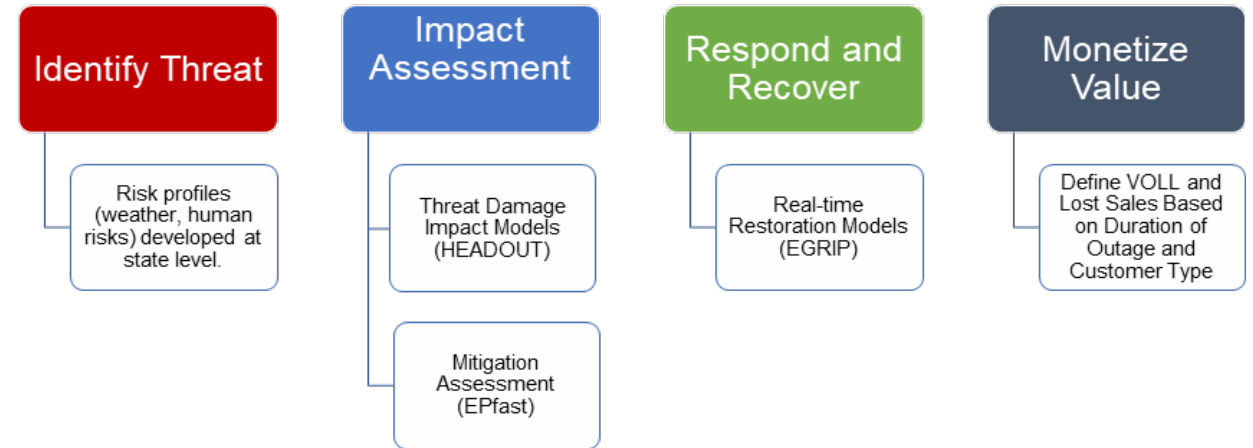 Identify Threat
Risk profiles
(weather, human
risks) developed at
state level.
Impact
Assessment
Threat Damage
Impact Models
(HEADOUT)
Mitigation
Assessment
(EPfast)
Respond and
Recover
Real-time
Restoration Models
(EGRIP)
Monetize
Value
Define VOLL and
Lost Sales Based
on Duration of
Outage and
Customer Type